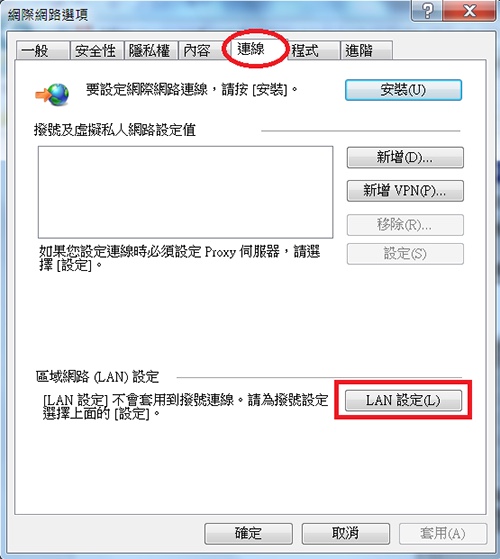 網際網路選項
一般 安全性 隱私權 內容 連線 程式 進階
要設定網際網路連線，請按 [安裝]。 安裝(U)
撥號及虛擬私人網路設定值
新增(D)...
新增 VPN(P)...
移除(R)...
如果您設定連線時必須設定 Proxy 伺服器，請選 設定(S)
擇 [設定]。
區域網路 (LAN) 設定
[LAN 設定] 不會套用到撥號連線。請為撥號設定 LAN 設定(L)
選擇上面的 [設定]。
確定 取消 套用(A)